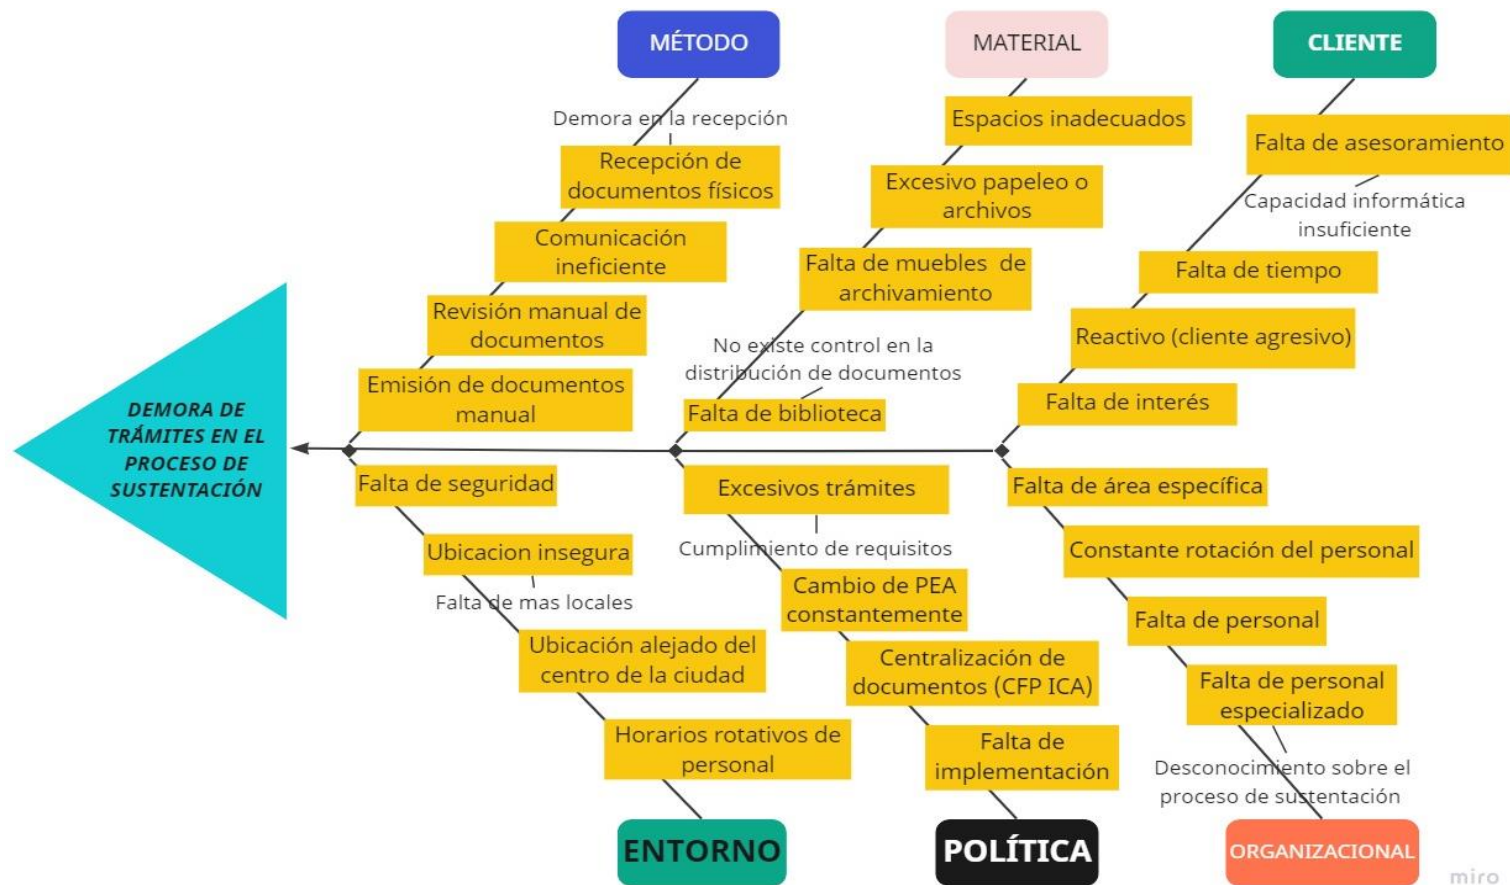 MÉTODO
MATERIAL
CLIENTE
Demora en la recepción
Recepción de
documentos físicos
Comunicación
ineficiente
Revisión manual de
documentos
Emisión de documentos
manual
Espacios inadecuados
Excesivo papeleo o
archivos
Falta de muebles de
archivamiento
No existe control en la
distribución de documentos
Falta de biblioteca
Falta de asesoramiento
Capacidad informática
insuficiente
Falta de tiempo
Reactivo (cliente agresivo)
Falta de interés
DEMORA DE
TRÁMITES EN EL
PROCESO DE
SUSTENTACIÓN
Falta de seguridad
Ubicacion insegura
Falta de mas locales
Ubicación alejado del
centro de la ciudad
Horarios rotativos de
personal
Excesivos trámites
Cumplimiento de requisitos
Cambio de PEA
constantemente
Centralización de
documentos (CFP ICA)
Falta de
implementación
Falta de área específica
Constante rotación del personal
Falta de personal
Falta de personal
especializado
Desconocimiento sobre el
proceso de sustentación
ENTORNO
POLÍTICA
ORGANIZACIONAL
miro